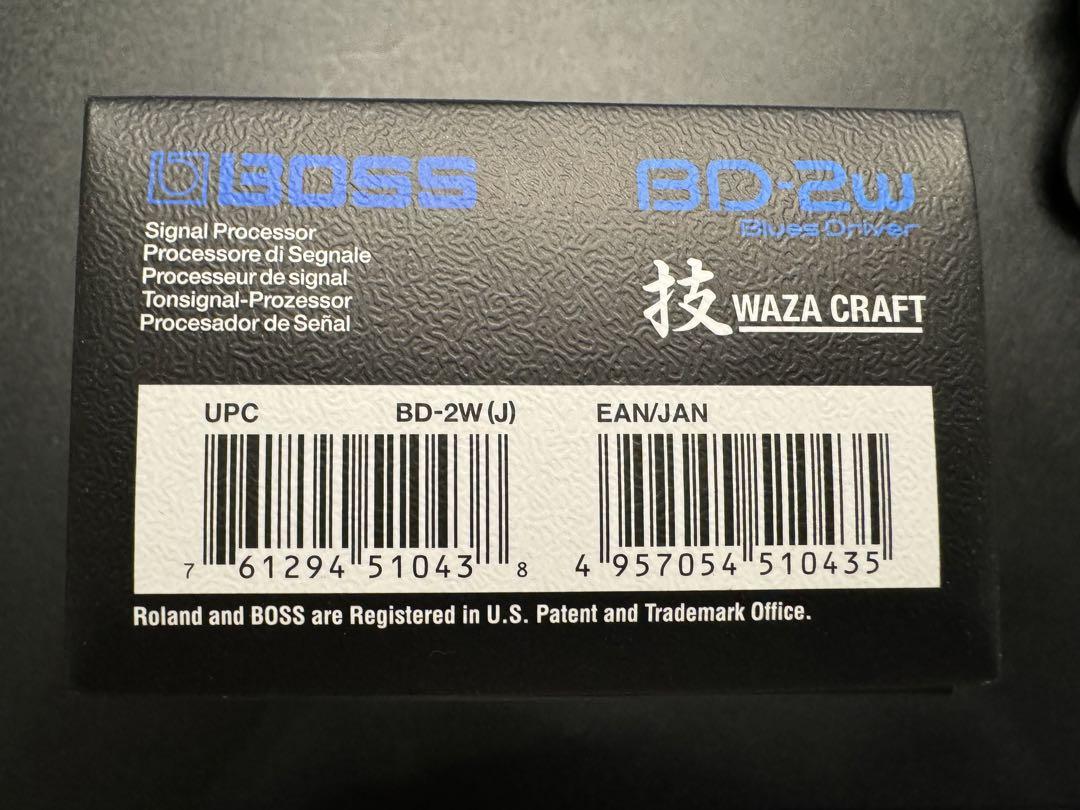 BOSS
Signal Processor
Processore di Segnale
Processeur de signal
Tonsignal-Prozessor
Procesador de Señal
BD-2w
Blues Driver
技 WAZA CRAFT
UPC BD-2W (J)
7 61294 51043 8
EAN/JAN
4 957054 510435
Roland and BOSS are Registered in U.S. Patent and Trademark Office.